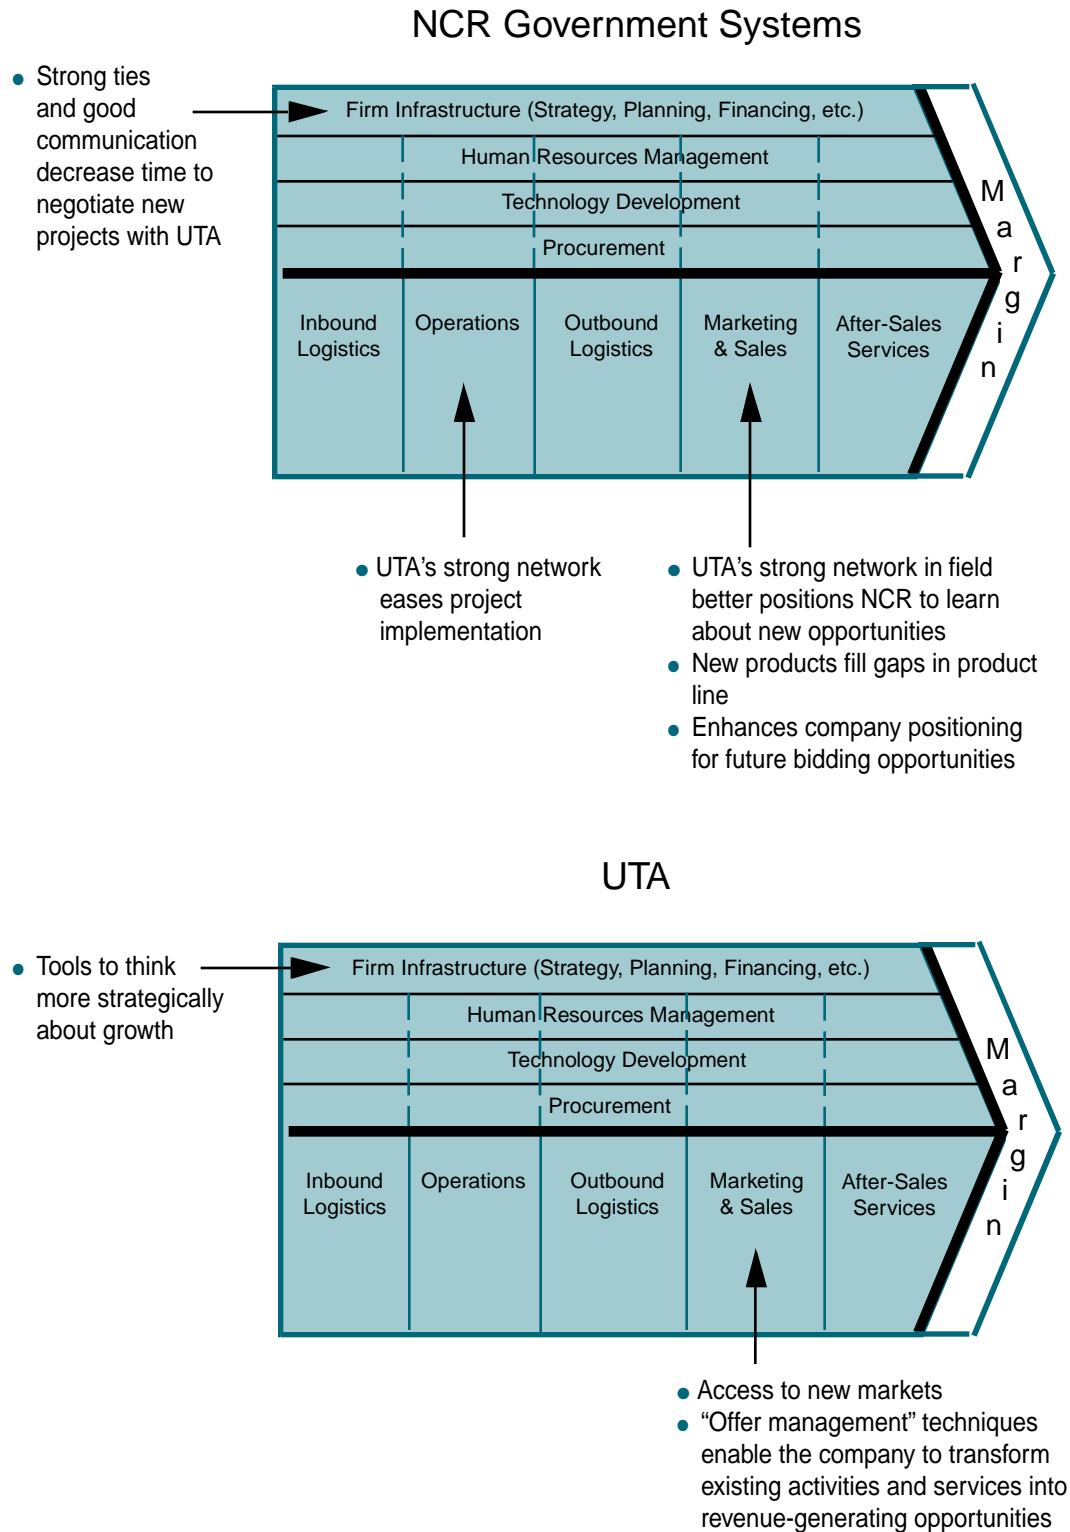 NCR Government Systems
• Strong ties
and good
communication
decrease time to
negotiate new
projects with UTA
Firm Infrastructure (Strategy, Planning, Financing, etc.)
Human Resources Management
Technology Development
Procurement
Inbound
Logistics
Operations
Outbound
Logistics
Marketing
& Sales
After-Sales
Services
Margin
• UTA’s strong network
eases project
implementation
• UTA’s strong network in field
better positions NCR to learn
about new opportunities
• New products fill gaps in product
line
• Enhances company positioning
for future bidding opportunities
UTA
• Tools to think
more strategically
about growth
Firm Infrastructure (Strategy, Planning, Financing, etc.)
Human Resources Management
Technology Development
Procurement
Inbound
Logistics
Operations
Outbound
Logistics
Marketing
& Sales
After-Sales
Services
Margin
• Access to new markets
• “Offer management” techniques
enable the company to transform
existing activities and services into
revenue-generating opportunities